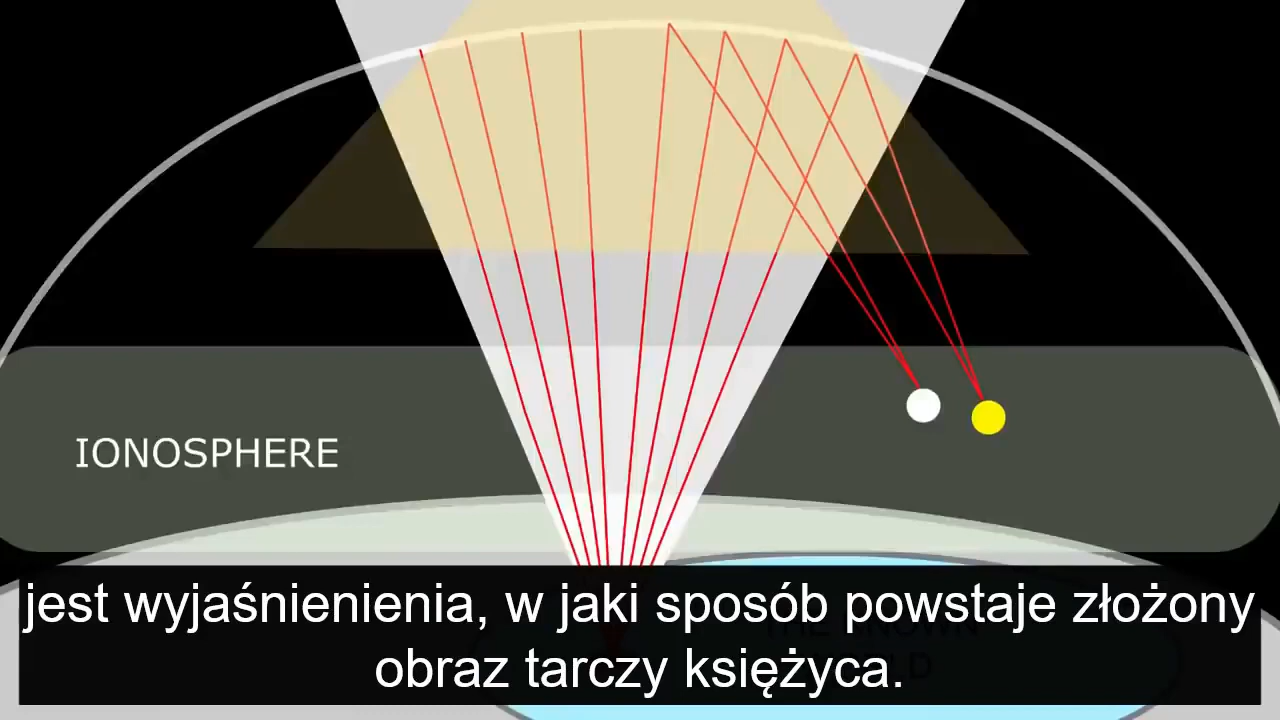 IONOSPHERE
jest wyjaśnienienia, w jaki sposób powstaje złożony
obraz tarczy księżyca.